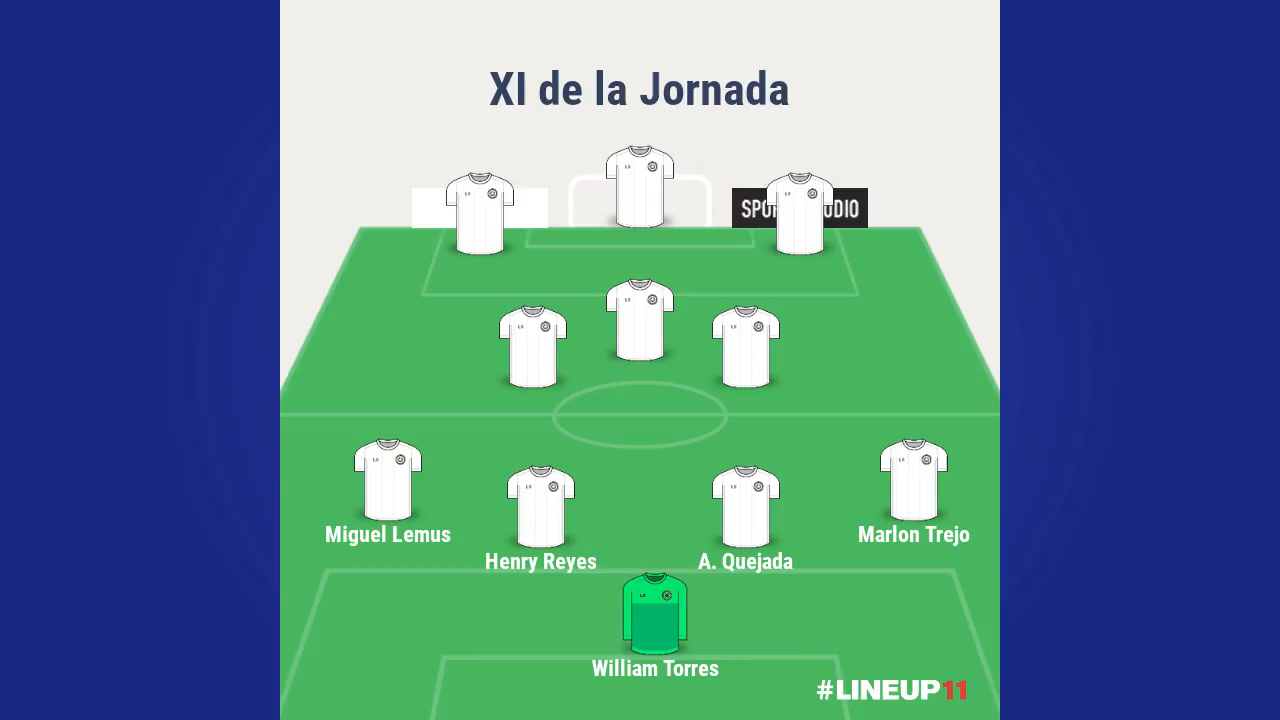 XI de la Jornada
Miguel Lemus
Marlon Trejo
Henry Reyes
A. Quejada
William Torres
#LINEUP11